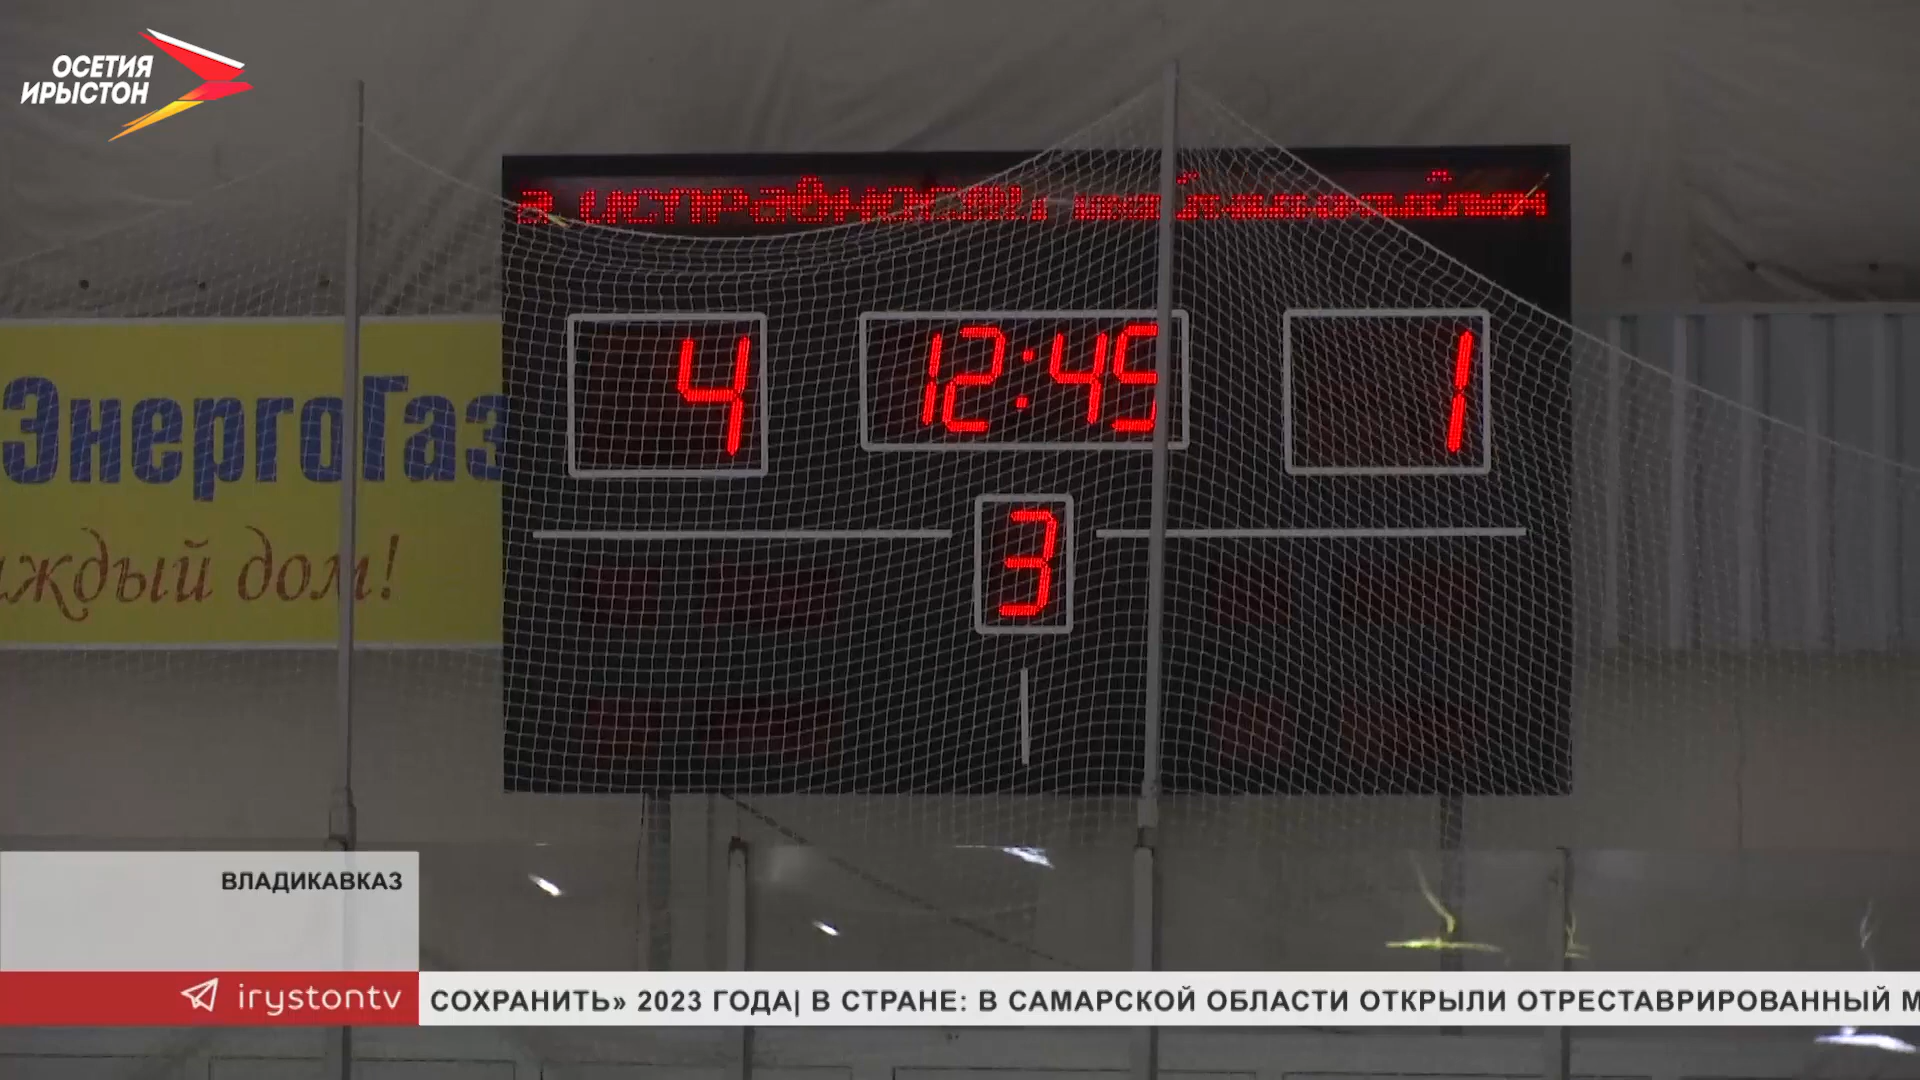 ОСЕТИЯ
ИРЫСТОН
а исправности,
4 12:45 1
3
ЭнергоГаз
дом!
ВЛАДИКАВКАЗ
irystontv
СОХРАНИТЬ» 2023 ГОДА| В СТРАНЕ: В САМАРСКОЙ ОБЛАСТИ ОТКРЫЛИ ОТРЕСТАВРИРОВАННЫЙ М